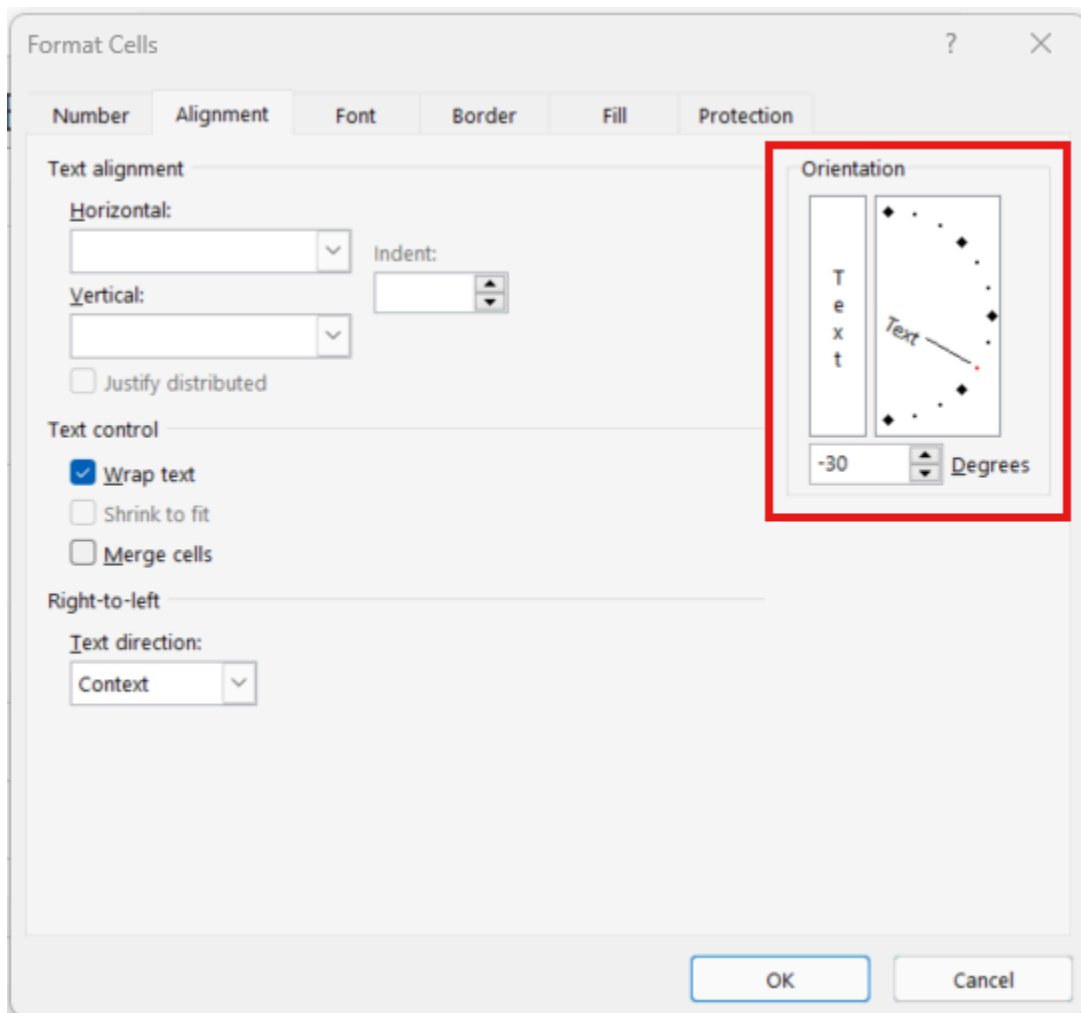 Format Cells ?
Number Alignment Font Border Fill Protection
Text alignment
Horizontal:
Indent:
Vertical:
Justify distributed
Text control
Wrap text
Shrink to fit
Merge cells
Right-to-left
Text direction:
Context
Orientation
Text
Text
-30 Degrees
OK Cancel